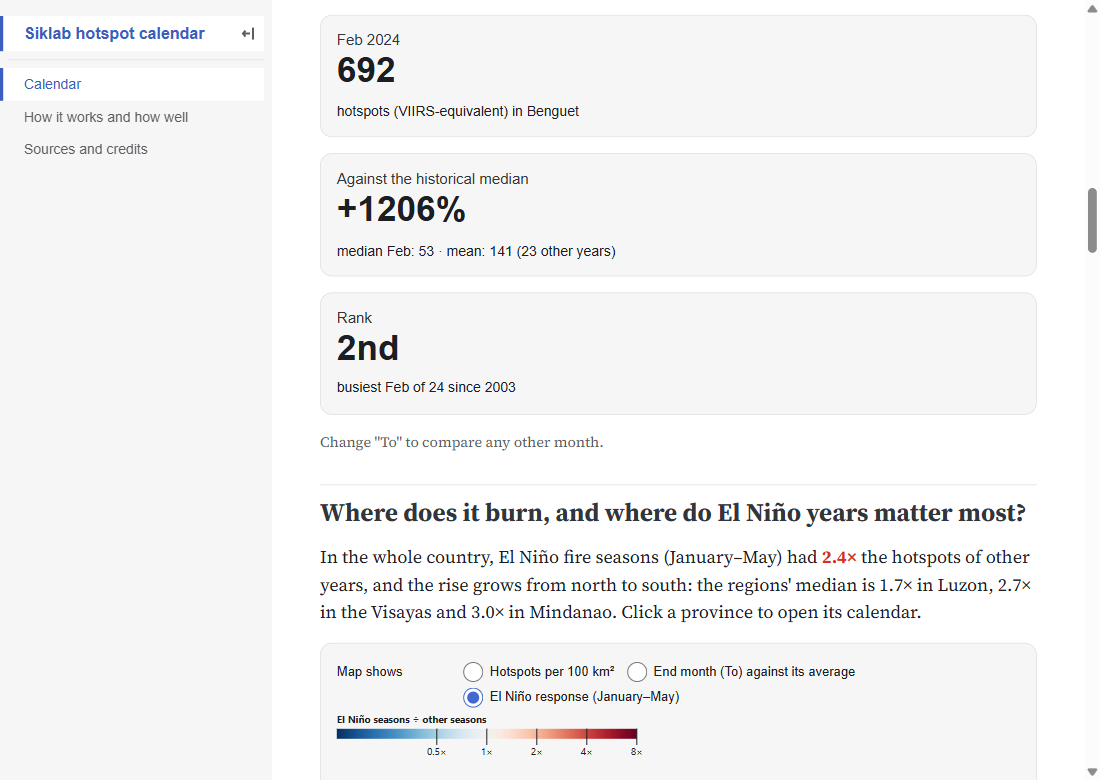 Siklab hotspot calendar
Calendar
How it works and how well
Sources and credits
Feb 2024
692
hotspots (VIIRS-equivalent) in Benguet
Against the historical median
+1206%
median Feb: 53 · mean: 141 (23 other years)
Rank
2nd
busiest Feb of 24 since 2003
Change "To" to compare any other month.
Where does it burn, and where do El Niño years matter most?
In the whole country, El Niño fire seasons (January–May) had 2.4× the hotspots of other
years, and the rise grows from north to south: the regions' median is 1.7× in Luzon, 2.7×
in the Visayas and 3.0× in Mindanao. Click a province to open its calendar.
Map shows
Hotspots per 100 km² End month (To) against its average
El Niño response (January–May)
El Niño seasons ÷ other seasons
0.5× 1× 2× 4× 8×